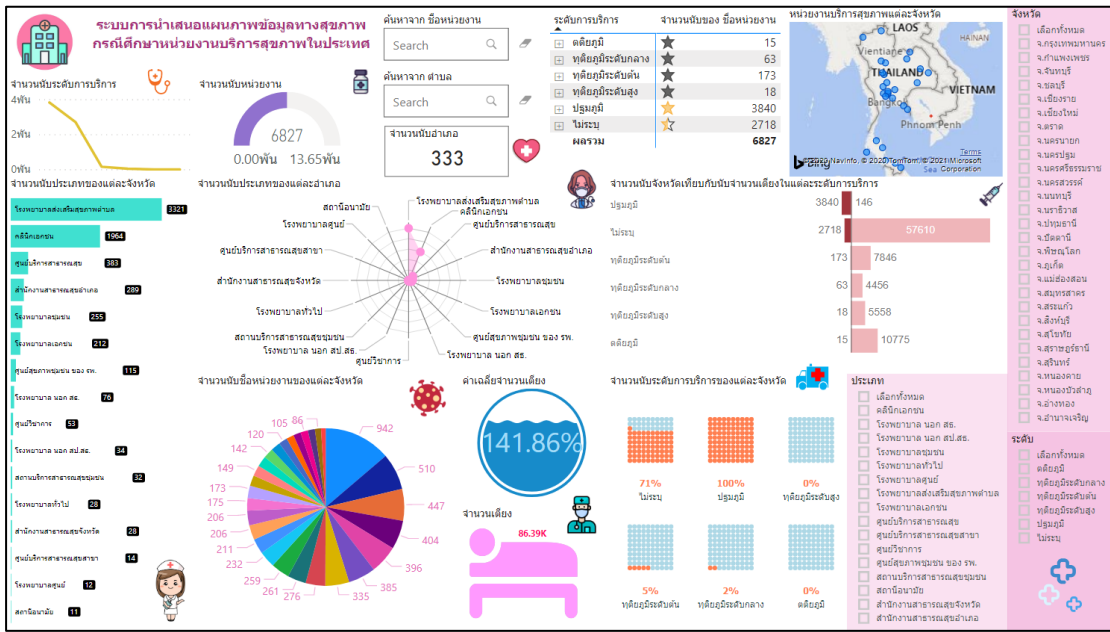 ระบบการนำเสนอแผนภาพข้อมูลทางสุขภาพ
กรณีศึกษาหน่วยงานบริการสุขภาพในประเทศ
ค้นหาจาก ชื่อหน่วยงาน
Search
ค้นหาจาก ตำบล
Search
จำนวนนับอำเภอ
333
ระดับการบริการ จำนวนนับของ ชื่อหน่วยงาน
ตติยภูมิ 15
ทุติยภูมิระดับกลาง 63
ทุติยภูมิระดับต้น 173
ทุติยภูมิระดับสูง 18
ปฐมภูมิ 3840
ไม่ระบุ 2718
ผลรวม 6827
หน่วยงานบริการสุขภาพแต่ละจังหวัด
LAOS
HAINAN
Vientiane
THAILAND
VIETNAM
Bangkok
Phnom Penh
Terms
Sea
Corporation
จำนวนนับระดับการบริการ
4พัน
2พัน
0พัน
จำนวนนับหน่วยงาน
6827
0.00พัน 13.65พัน
จำนวนนับประเภทของแต่ละจังหวัด
โรงพยาบาลส่งเสริมสุขภาพตำบล 3321
คลินิกเอกชน 1964
ศูนย์บริการสาธารณสุข 383
สำนักงานสาธารณสุขอำเภอ 289
โรงพยาบาลชุมชน 255
โรงพยาบาลเอกชน 212
ศูนย์สุขภาพชุมชน ของ รพ. 115
โรงพยาบาล นอก สธ. 76
ศูนย์วิชาการ 53
โรงพยาบาล นอก สป.สธ. 34
สถานบริการสาธารณสุขชุมชน 32
โรงพยาบาลทั่วไป 28
สำนักงานสาธารณสุขจังหวัด 28
ศูนย์บริการสาธารณสุขสาขา 14
โรงพยาบาลศูนย์ 12
สถานีอนามัย 11
จำนวนนับประเภทของแต่ละอำเภอ
โรงพยาบาลส่งเสริมสุขภาพตำบล
คลินิกเอกชน
ศูนย์บริการสาธารณสุข
สำนักงานสาธารณสุขอำเภอ
โรงพยาบาลชุมชน
โรงพยาบาลเอกชน
ศูนย์สุขภาพชุมชน ของ รพ.
โรงพยาบาล นอก สธ.
ศูนย์วิชาการ
โรงพยาบาล นอก สป.สธ.
สถานบริการสาธารณสุขชุมชน
โรงพยาบาลทั่วไป
สำนักงานสาธารณสุขจังหวัด
ศูนย์บริการสาธารณสุขสาขา
โรงพยาบาลศูนย์
สถานีอนามัย
จำนวนนับจังหวัดเทียบกับนับจำนวนเตียงในแต่ละระดับการบริการ
ปฐมภูมิ 3840 146
ไม่ระบุ 2718 57610
ทุติยภูมิระดับต้น 173 7846
ทุติยภูมิระดับกลาง 63 4456
ทุติยภูมิระดับสูง 18 5558
ตติยภูมิ 15 10775
จำนวนนับชื่อหน่วยงานของแต่ละจังหวัด
942
510
447
404
396
385
335
276
261
259
232
211
206
206
175
173
149
142
120
105
86
ค่าเฉลี่ยจำนวนเตียง
141.86%
จำนวนเตียง
86.39K
จำนวนนับระดับการบริการของแต่ละจังหวัด
71% 100% 0%
ไม่ระบุ ปฐมภูมิ ทุติยภูมิระดับสูง
5% 2% 0%
ทุติยภูมิระดับต้น ทุติยภูมิระดับกลาง ตติยภูมิ
ประเภท
เลือกทั้งหมด
คลินิกเอกชน
โรงพยาบาล นอก สธ.
โรงพยาบาล นอก สป.สธ.
โรงพยาบาลชุมชน
โรงพยาบาลทั่วไป
โรงพยาบาลศูนย์
โรงพยาบาลส่งเสริมสุขภาพตำบล
โรงพยาบาลเอกชน
ศูนย์บริการสาธารณสุข
ศูนย์บริการสาธารณสุขสาขา
ศูนย์วิชาการ
ศูนย์สุขภาพชุมชน ของ รพ.
สถานบริการสาธารณสุขชุมชน
สถานีอนามัย
สำนักงานสาธารณสุขจังหวัด
สำนักงานสาธารณสุขอำเภอ
จังหวัด
เลือกทั้งหมด
จ.กรุงเทพมหานคร
จ.กำแพงเพชร
จ.จันทบุรี
จ.ชลบุรี
จ.เชียงราย
จ.เชียงใหม่
จ.ตราด
จ.นครนายก
จ.นครปฐม
จ.นครศรีธรรมราช
จ.นครสวรรค์
จ.นนทบุรี
จ.นราธิวาส
จ.ปทุมธานี
จ.ปัตตานี
จ.พิษณุโลก
จ.ภูเก็ต
จ.แม่ฮ่องสอน
จ.สมุทรสาคร
จ.สระแก้ว
จ.สิงห์บุรี
จ.สุโขทัย
จ.สุราษฎร์ธานี
จ.สุรินทร์
จ.หนองคาย
จ.หนองบัวลำภู
จ.อ่างทอง
จ.อำนาจเจริญ
ระดับ
เลือกทั้งหมด
ตติยภูมิ
ทุติยภูมิระดับกลาง
ทุติยภูมิระดับต้น
ทุติยภูมิระดับสูง
ปฐมภูมิ
ไม่ระบุ